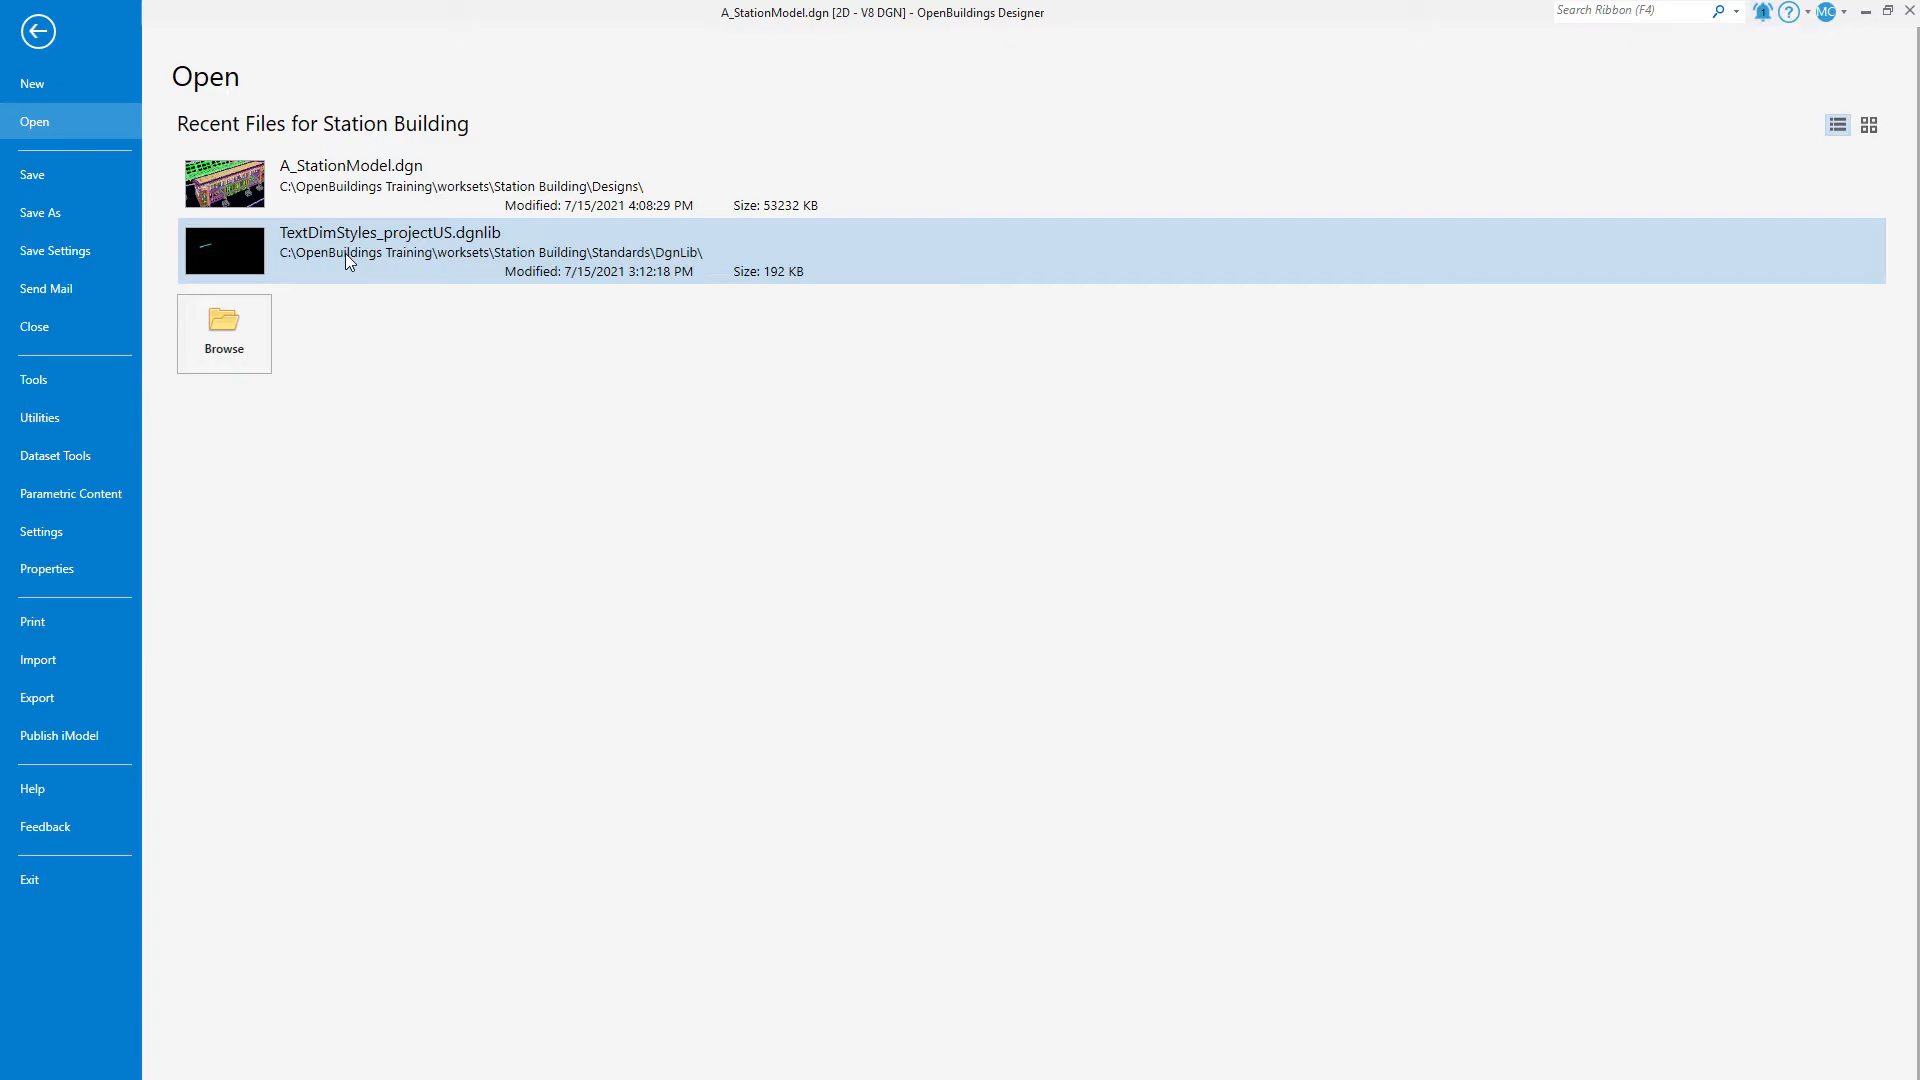 A_StationModel.dgn [2D - V8 DGN] - OpenBuildings Designer
Search Ribbon (F4)
1
?
MC
New
Open
Save
Save As
Save Settings
Send Mail
Close
Tools
Utilities
Dataset Tools
Parametric Content
Settings
Properties
Print
Import
Export
Publish iModel
Help
Feedback
Exit
Open
Recent Files for Station Building
A_StationModel.dgn
C:\OpenBuildings Training\worksets\Station Building\Designs\
Modified: 7/15/2021 4:08:29 PM Size: 53232 KB
TextDimStyles_projectUS.dgnlib
C:\OpenBuildings Training\worksets\Station Building\Standards\DgnLib\
Modified: 7/15/2021 3:12:18 PM Size: 192 KB
Browse